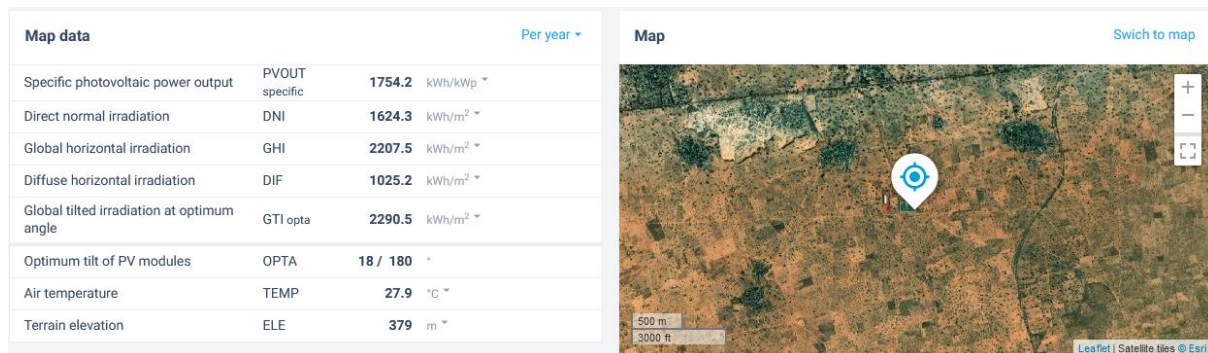 Map data Per year
Specific photovoltaic power output PVOUT specific 1754.2 kWh/kWp
Direct normal irradiation DNI 1624.3 kWh/m²
Global horizontal irradiation GHI 2207.5 kWh/m²
Diffuse horizontal irradiation DIF 1025.2 kWh/m²
Global tilted irradiation at optimum
angle GTI opta 2290.5 kWh/m²
Optimum tilt of PV modules OPTA 18 / 180 °
Air temperature TEMP 27.9 °C
Terrain elevation ELE 379 m
Map Swich to map
+
−
500 m
3000 ft
Leaflet | Satellite tiles © Esri